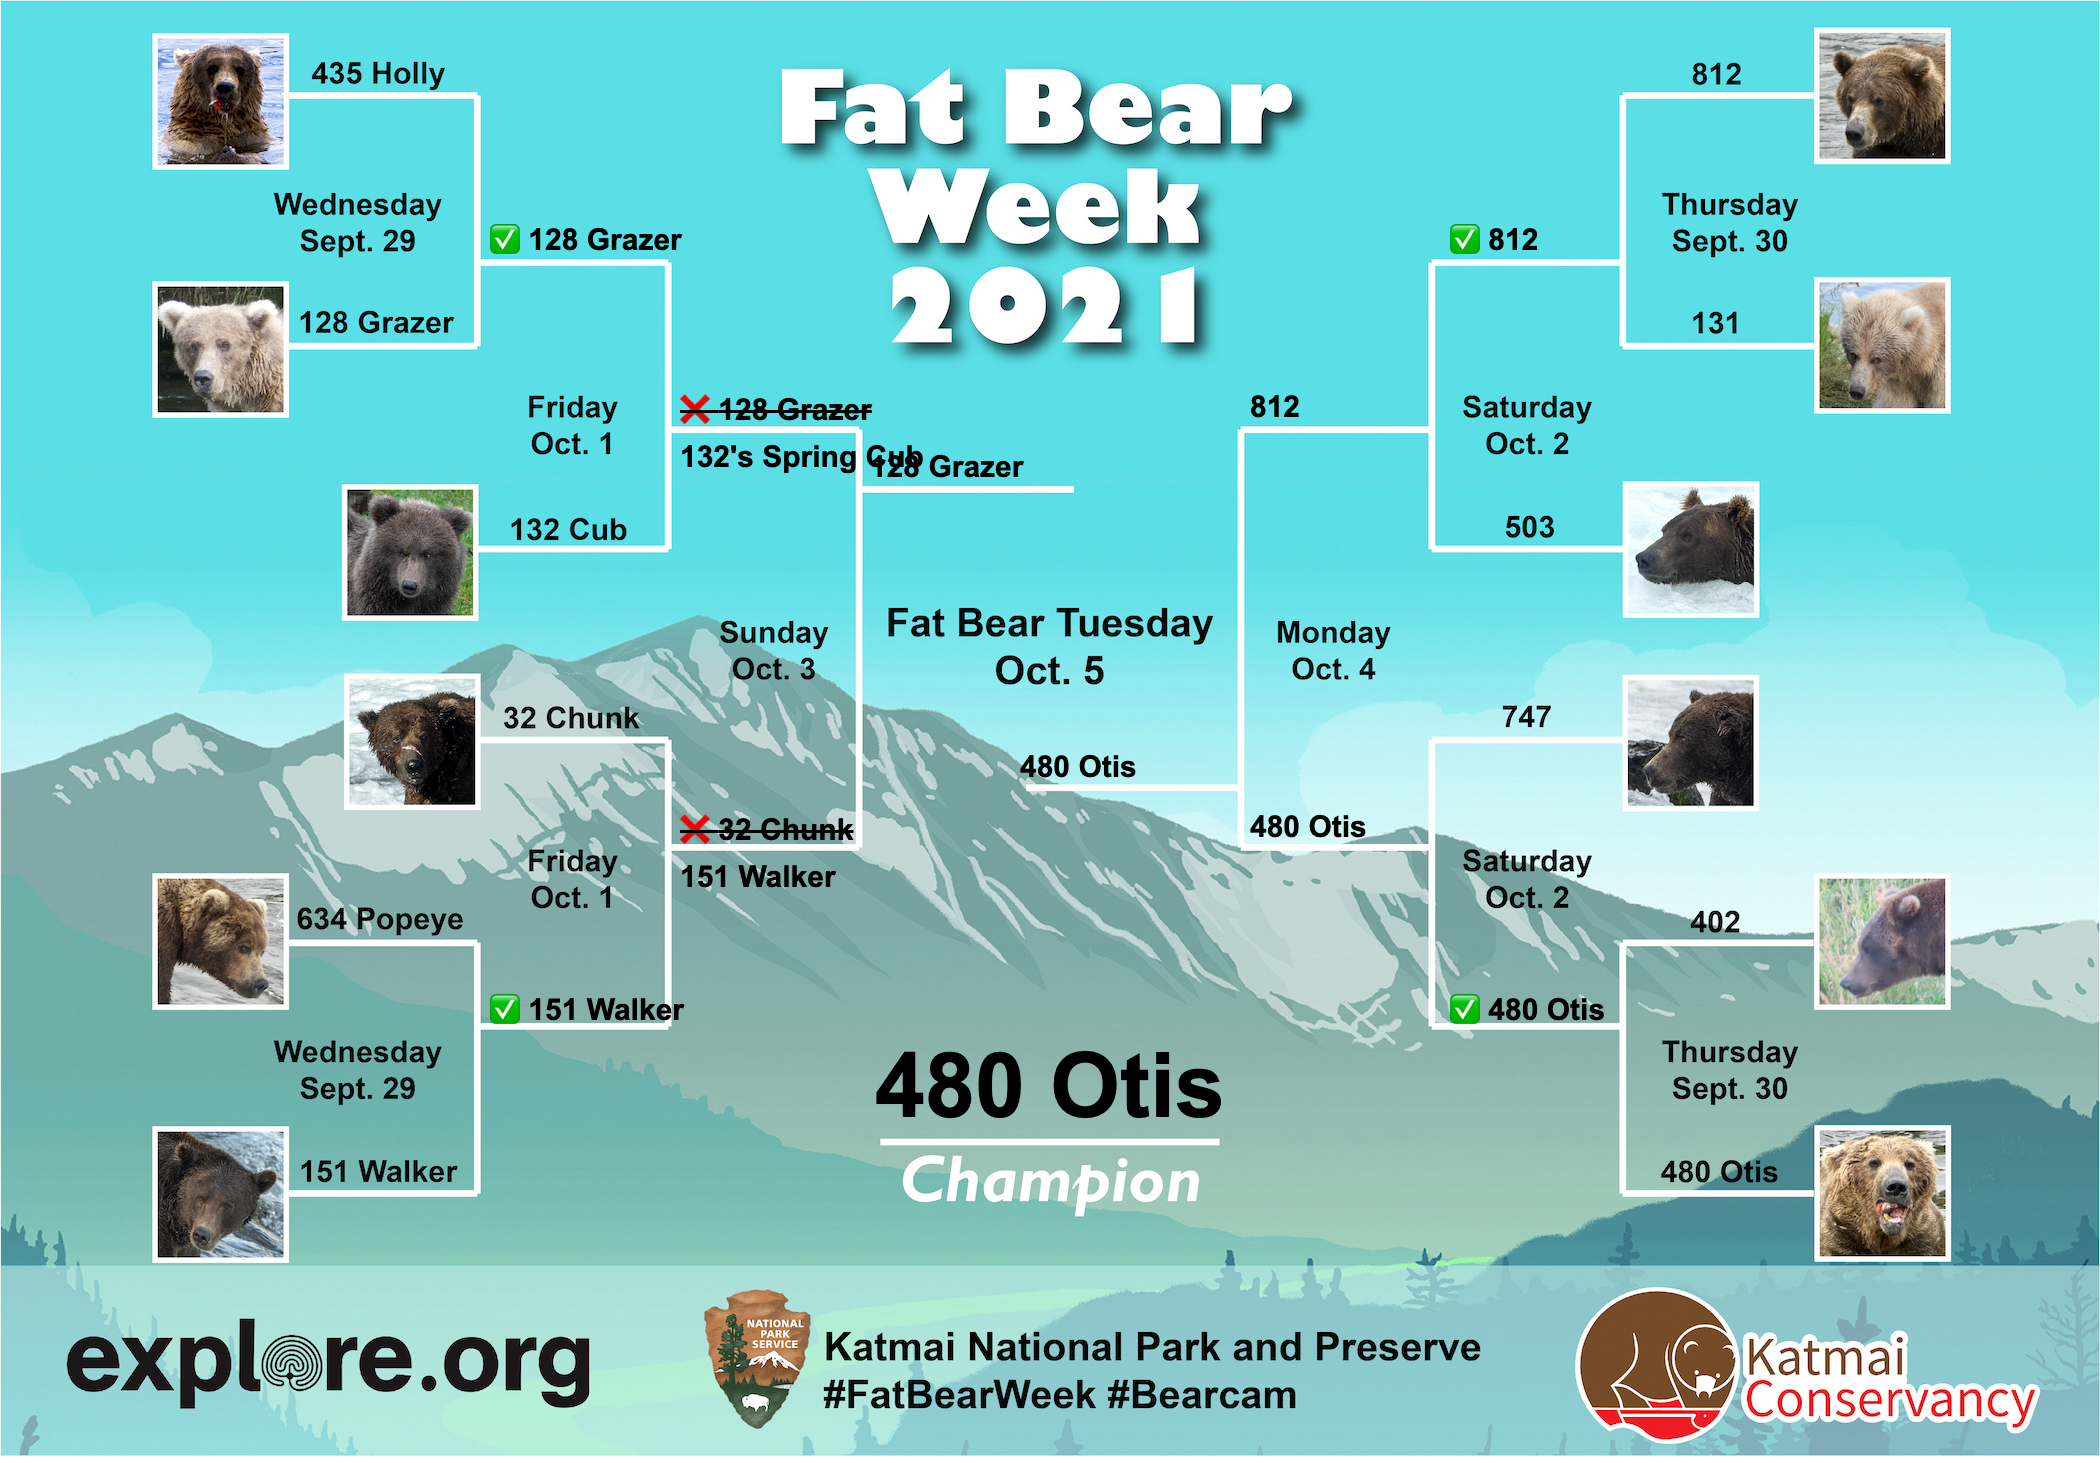 Fat Bear
Week
2021
435 Holly
Wednesday
Sept. 29
128 Grazer
✅ 128 Grazer
Friday
Oct. 1
132 Cub
❌ 128 Grazer
132's Spring Cub
128 Grazer
Sunday
Oct. 3
32 Chunk
❌ 32 Chunk
151 Walker
Friday
Oct. 1
634 Popeye
✅ 151 Walker
Wednesday
Sept. 29
151 Walker
Fat Bear Tuesday
Oct. 5
480 Otis
812
Thursday
Sept. 30
131
✅ 812
812
Saturday
Oct. 2
503
Monday
Oct. 4
747
480 Otis
Saturday
Oct. 2
402
✅ 480 Otis
Thursday
Sept. 30
480 Otis
480 Otis
Champion
explore.org
NATIONAL
PARK
SERVICE
Katmai National Park and Preserve
#FatBearWeek #Bearcam
Katmai
Conservancy